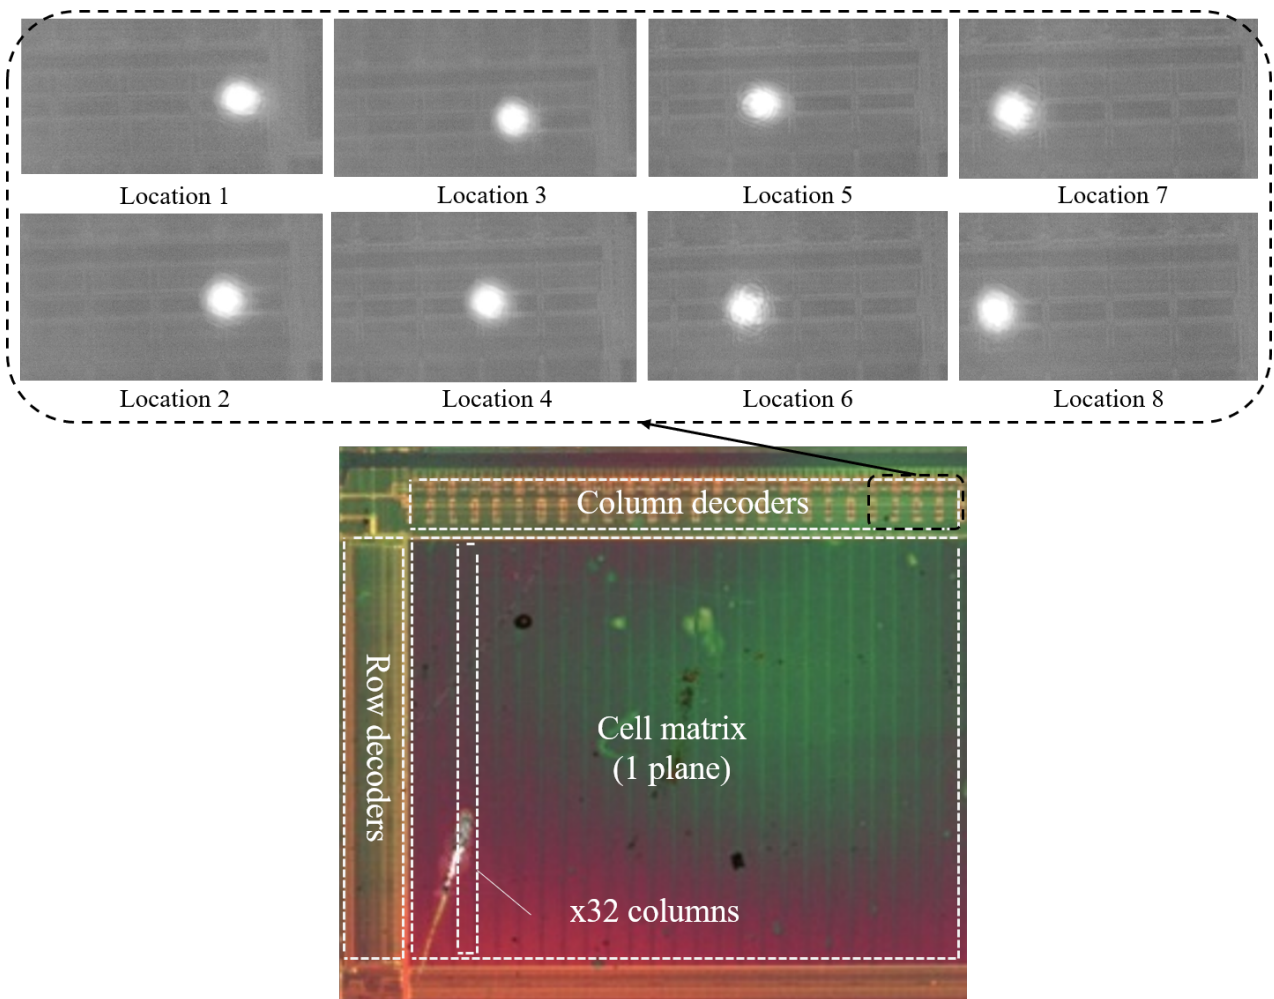 Location 1
Location 3
Location 5
Location 7
Location 2
Location 4
Location 6
Location 8
Column decoders
Row decoders
Cell matrix
(1 plane)
x32 columns